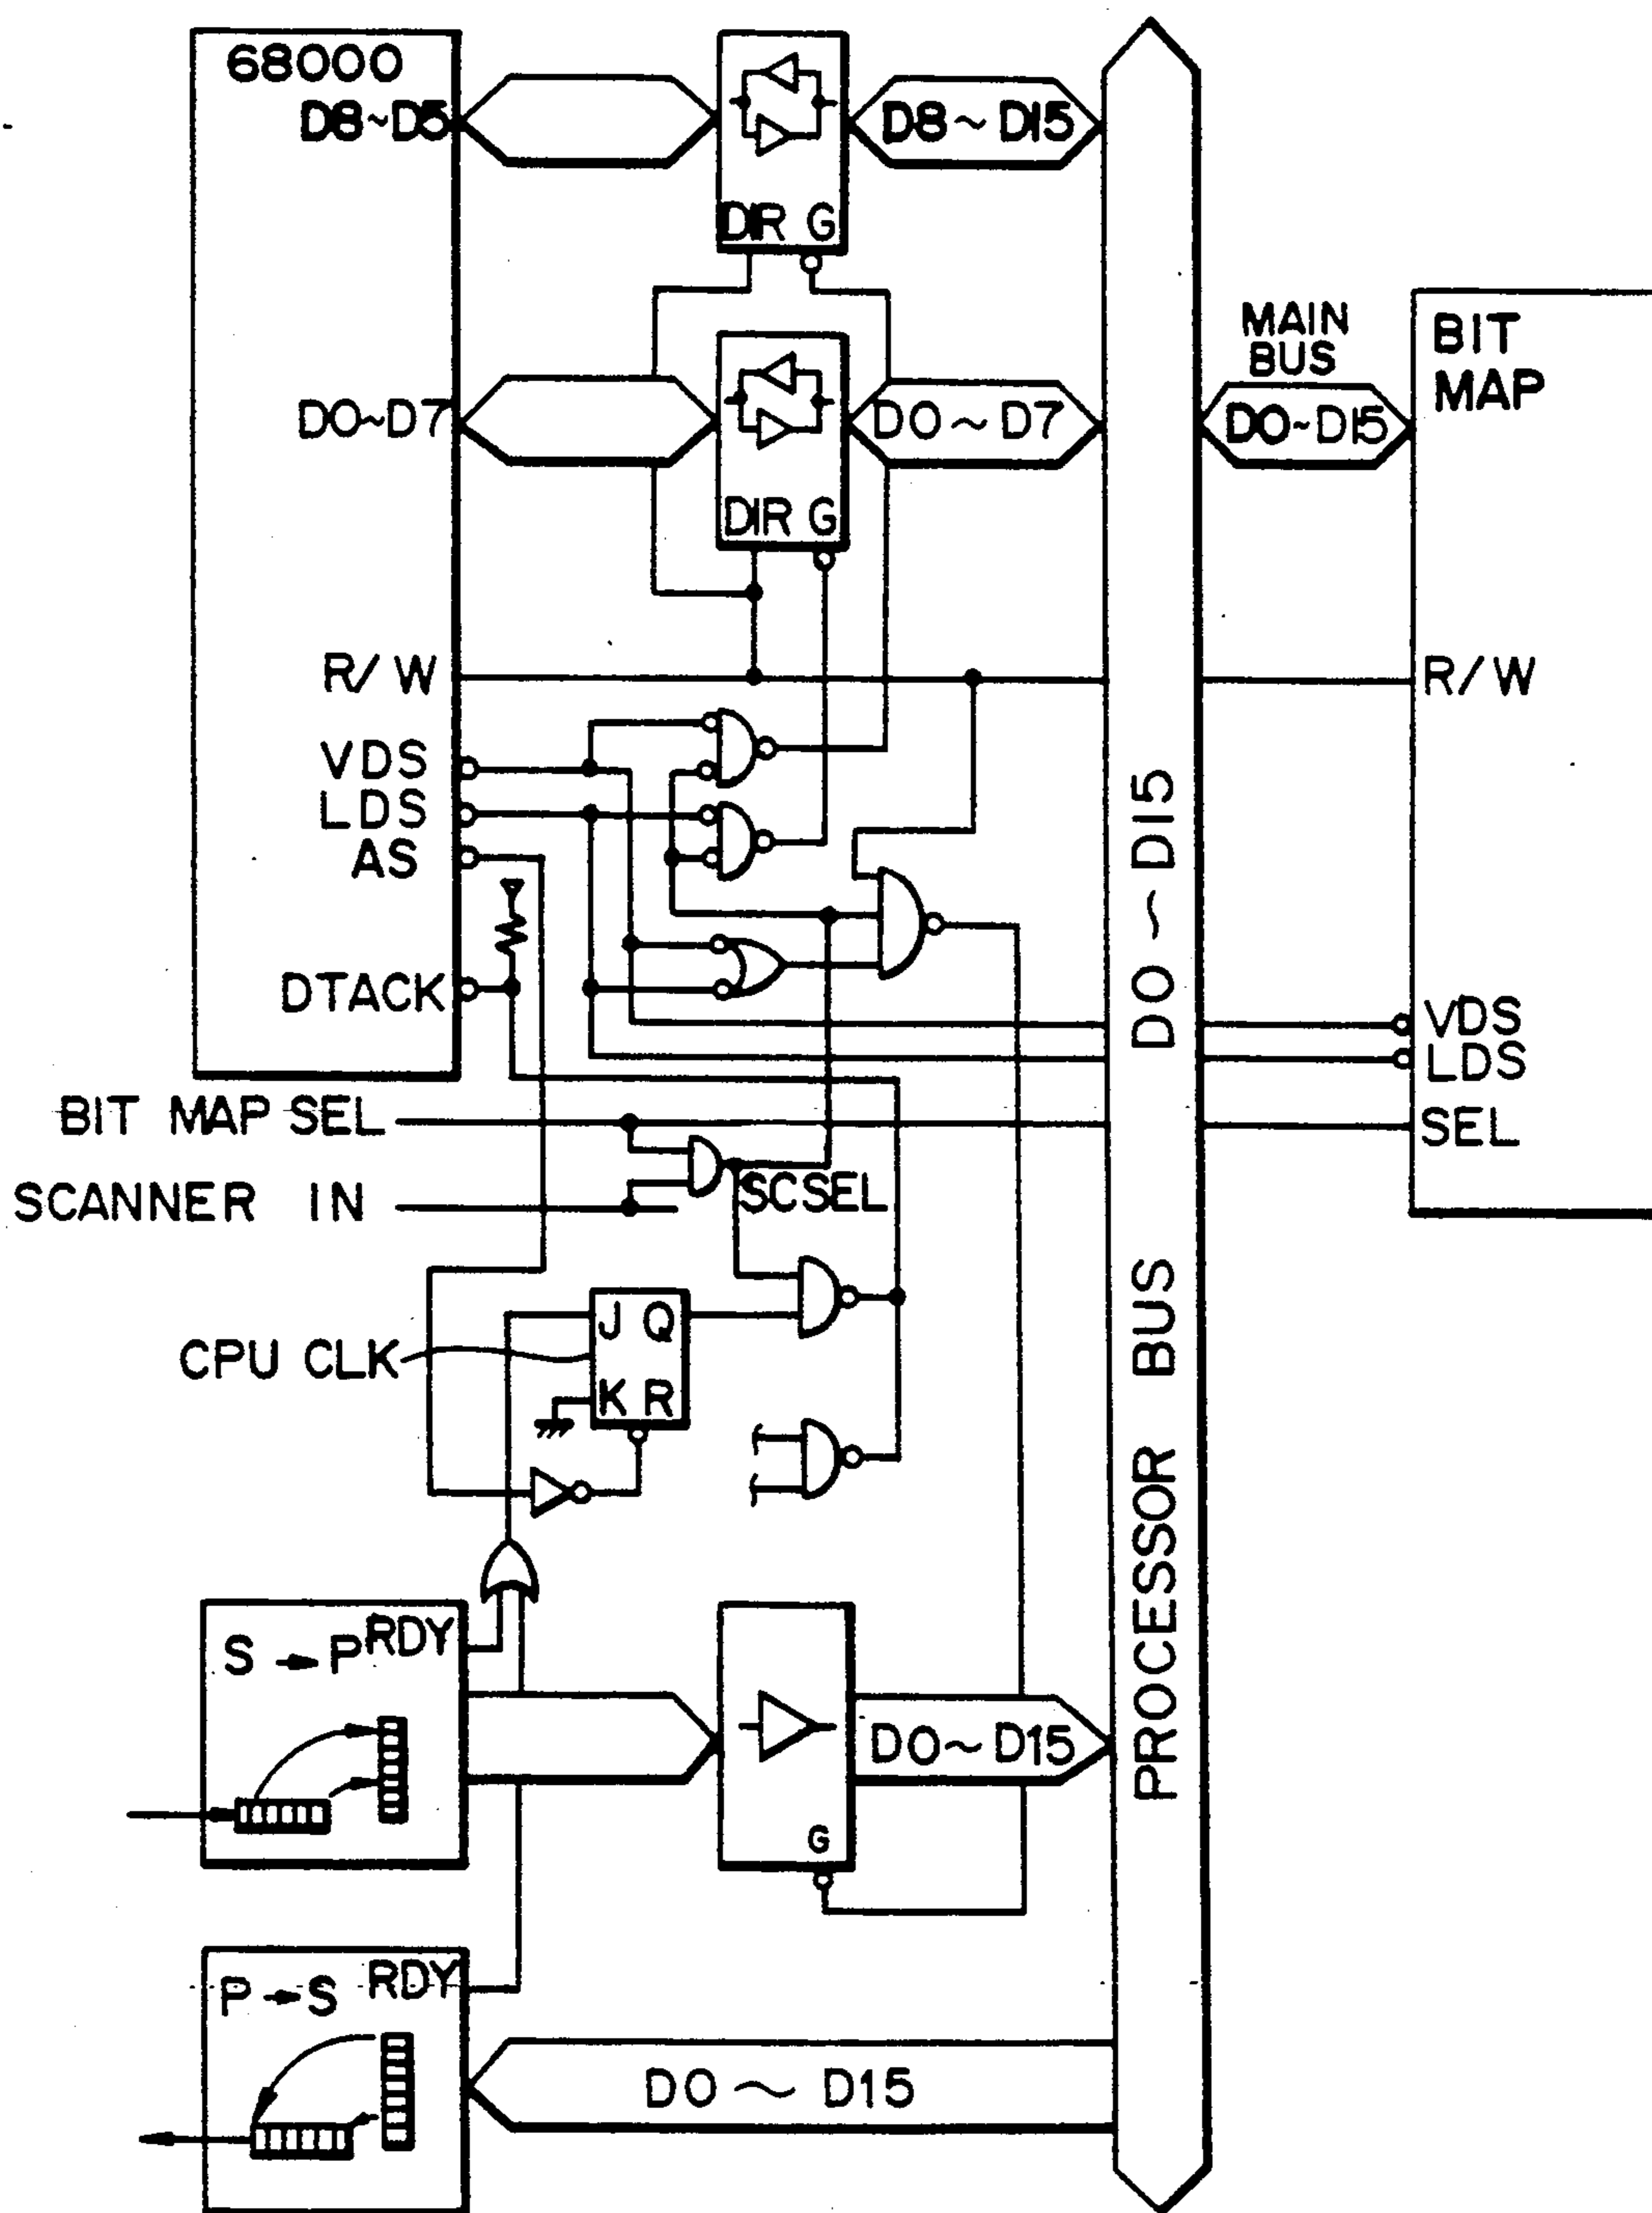 68000
D8~D5
D8~D15
DIR G
MAIN
BUS
BIT
MAP
D0~D7
D0~D7
D0~D15
DIR G
R/W
R/W
VDS
LDS
AS
DTACK
VDS
LDS
BIT MAP SEL
SEL
SCANNER IN
SCSEL
J Q
CPU CLK
K R
PROCESSOR BUS D0~D15
S → P RDY
D0~D15
G
P → S RDY
D0~D15